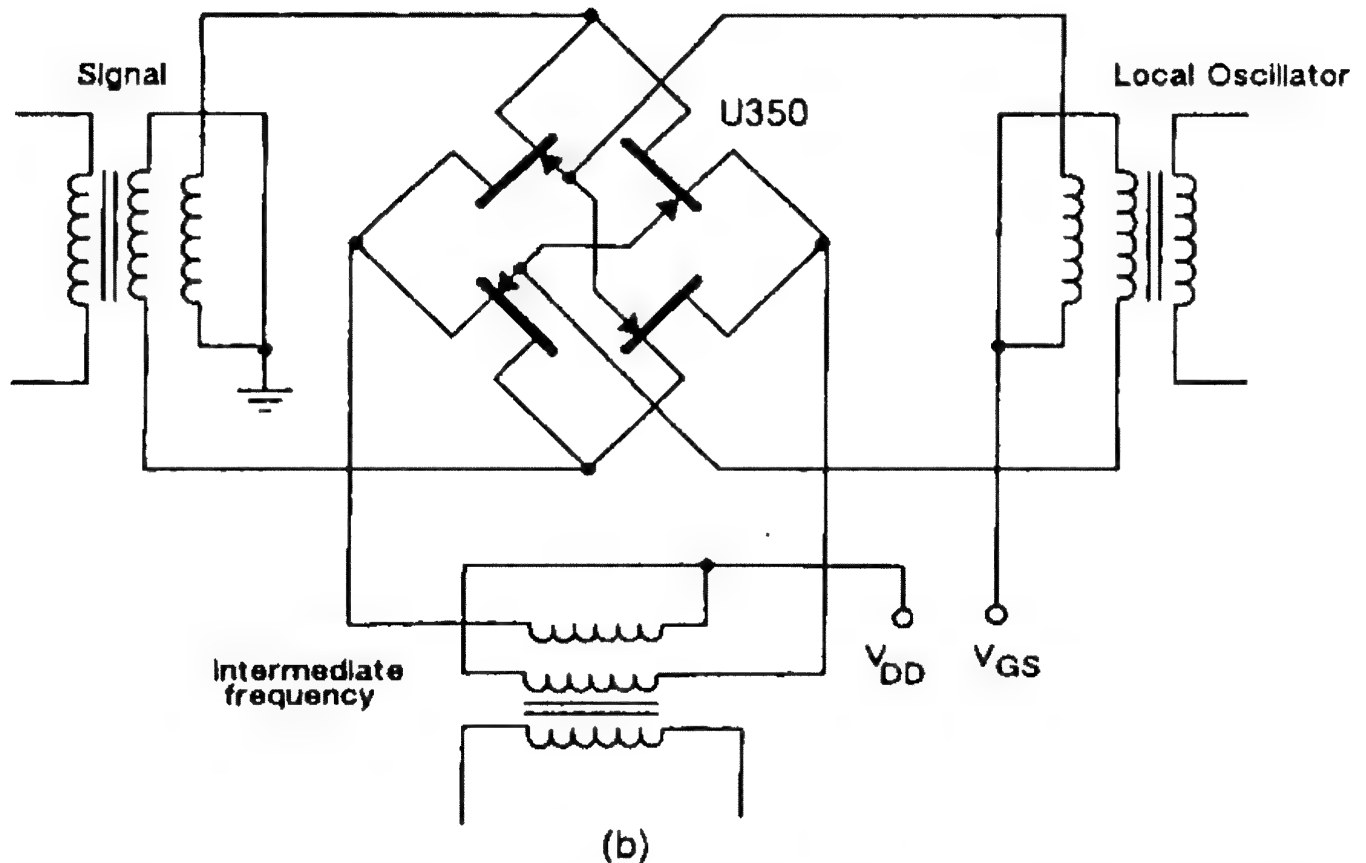 Signal
Local Oscillator
U350
Intermediate
frequency
VDD
VGS
(b)